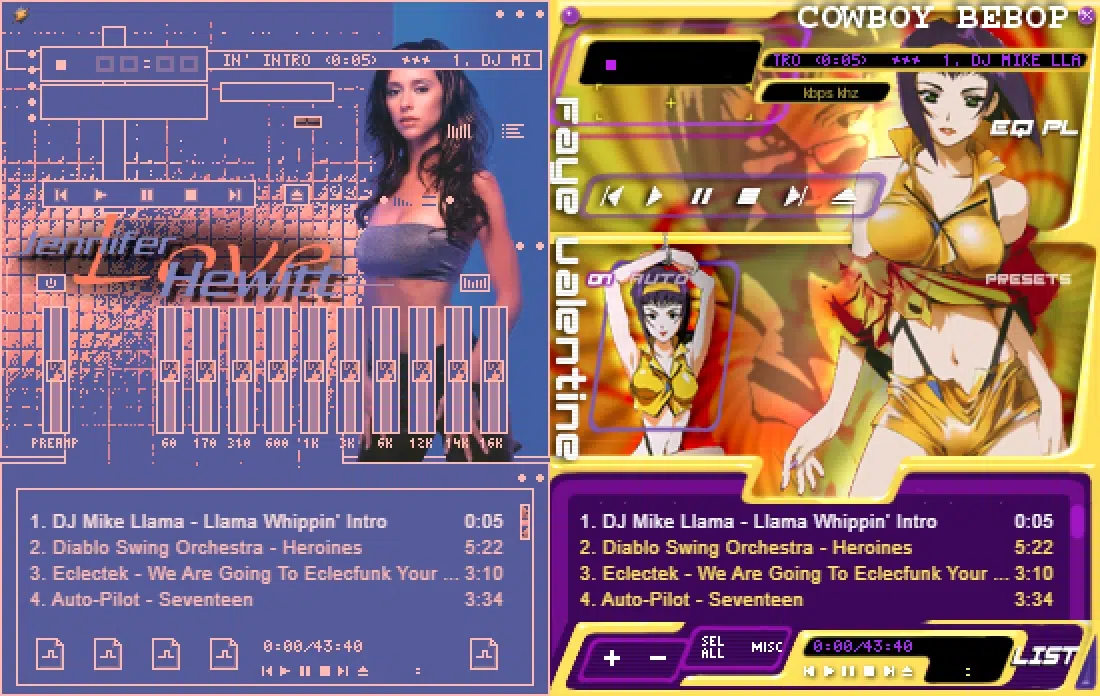 IN' INTRO (0:05) +++ 1. DJ MI
Jennifer
Love
Hewitt
PREAMP 60 170 310 600 1K 3K 6K 12K 14K 16K
1. DJ Mike Llama - Llama Whippin' Intro 0:05
2. Diablo Swing Orchestra - Heroines 5:22
3. Eclectek - We Are Going To Eclecfunk Your ... 3:10
4. Auto-Pilot - Seventeen 3:34
0:00/43:40
:
COWBOY BEBOP
TRO (0:05) +++ 1. DJ MIKE LLA
kbps khz
EQ PL
Faye Valentine
ON AUTO
PRESETS
1. DJ Mike Llama - Llama Whippin' Intro 0:05
2. Diablo Swing Orchestra - Heroines 5:22
3. Eclectek - We Are Going To Eclecfunk Your ... 3:10
4. Auto-Pilot - Seventeen 3:34
+ - SEL ALL MISC
0:00/43:40
:
LIST